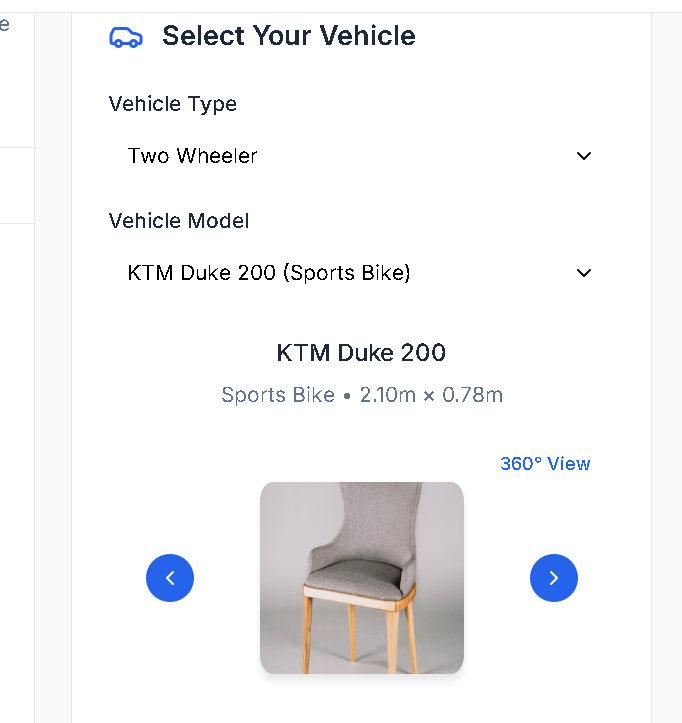 e
Select Your Vehicle
Vehicle Type
Two Wheeler
Vehicle Model
KTM Duke 200 (Sports Bike)
KTM Duke 200
Sports Bike • 2.10m × 0.78m
360° View